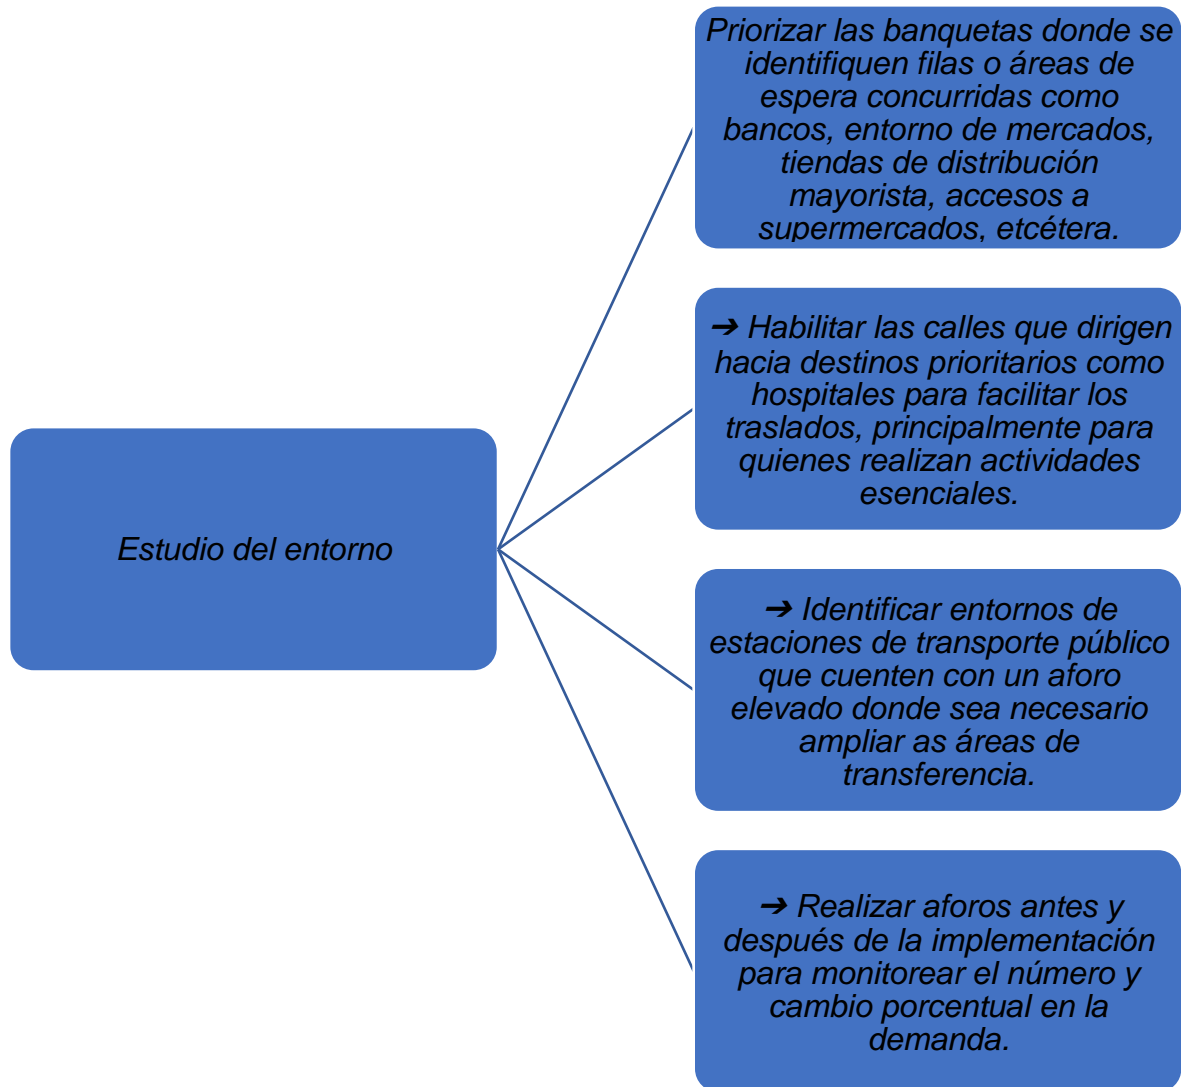 Priorizar las banquetas donde se
identifiquen filas o áreas de
espera concurridas como
bancos, entorno de mercados,
tiendas de distribución
mayorista, accesos a
supermercados, etcétera.
➔ Habilitar las calles que dirigen
hacia destinos prioritarios como
hospitales para facilitar los
traslados, principalmente para
quienes realizan actividades
esenciales.
Estudio del entorno
➔ Identificar entornos de
estaciones de transporte público
que cuenten con un aforo
elevado donde sea necesario
ampliar as áreas de
transferencia.
➔ Realizar aforos antes y
después de la implementación
para monitorear el número y
cambio porcentual en la
demanda.